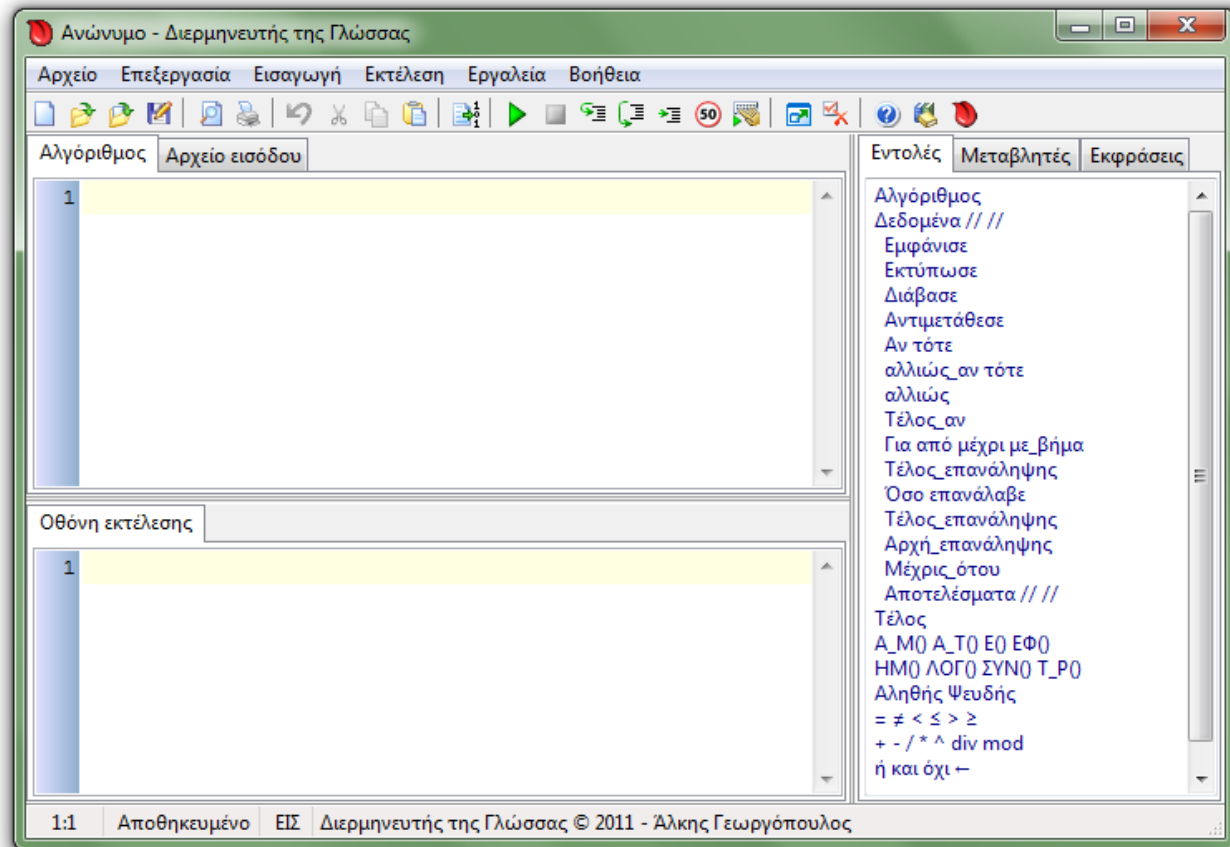 Ανώνυμο - Διερμηνευτής της Γλώσσας
Αρχείο Επεξεργασία Εισαγωγή Εκτέλεση Εργαλεία Βοήθεια
50
Αλγόριθμος Αρχείο εισόδου
1
Οθόνη εκτέλεσης
1
Εντολές Μεταβλητές Εκφράσεις
Αλγόριθμος
Δεδομένα // //
Εμφάνισε
Εκτύπωσε
Διάβασε
Αντιμετάθεσε
Αν τότε
αλλιώς_αν τότε
αλλιώς
Τέλος_αν
Για από μέχρι με_βήμα
Τέλος_επανάληψης
Όσο επανάλαβε
Τέλος_επανάληψης
Αρχή_επανάληψης
Μέχρις_ότου
Αποτελέσματα // //
Τέλος
Α_Μ() Α_Τ() Ε() ΕΦ()
ΗΜ() ΛΟΓ() ΣΥΝ() Τ_Ρ()
Αληθής Ψευδής
= ≠ < ≤ > ≥
+ - / * ^ div mod
ή και όχι ←
1:1 Αποθηκευμένο ΕΙΣ Διερμηνευτής της Γλώσσας © 2011 - Άλκης Γεωργόπουλος